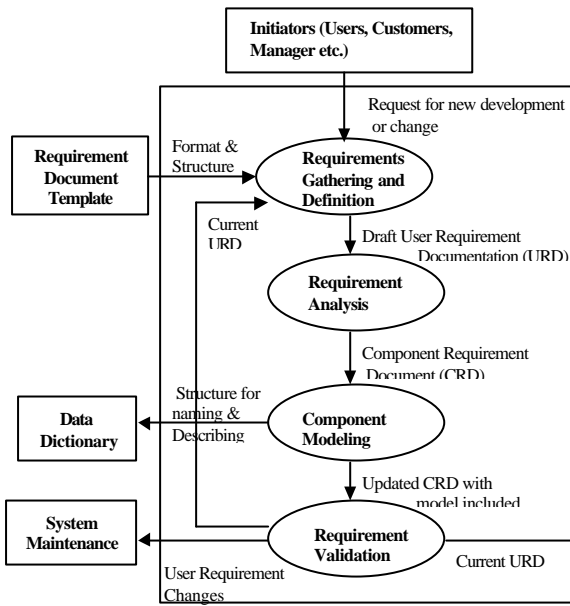 Initiators (Users, Customers,
Manager etc.)
Request for new development
or change
Format &
Structure
Requirement
Document
Template
Requirements
Gathering and
Definition
Current
URD
Draft User Requirement
Documentation (URD)
Requirement
Analysis
Component Requirement
Document (CRD)
Structure for
naming &
Describing
Data
Dictionary
Component
Modeling
Updated CRD with
model included
System
Maintenance
Requirement
Validation
Current URD
User Requirement
Changes